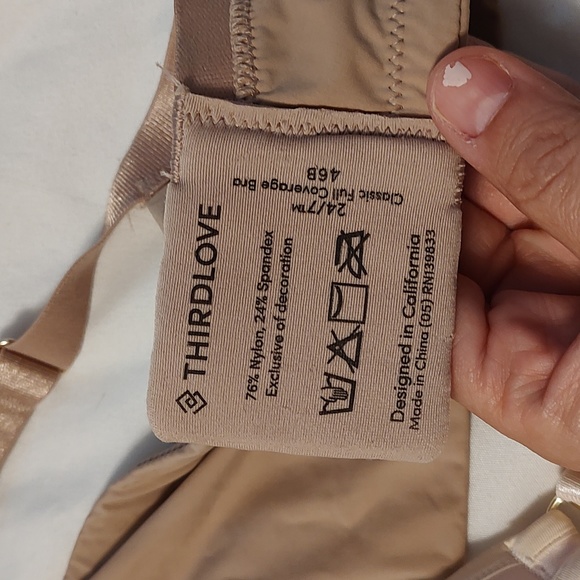 THIRDLOVE
24/7™
Classic Full Coverage Bra
46B
76% Nylon, 24% Spandex
Exclusive of decoration
Designed in California
Made in China (05) RN139633